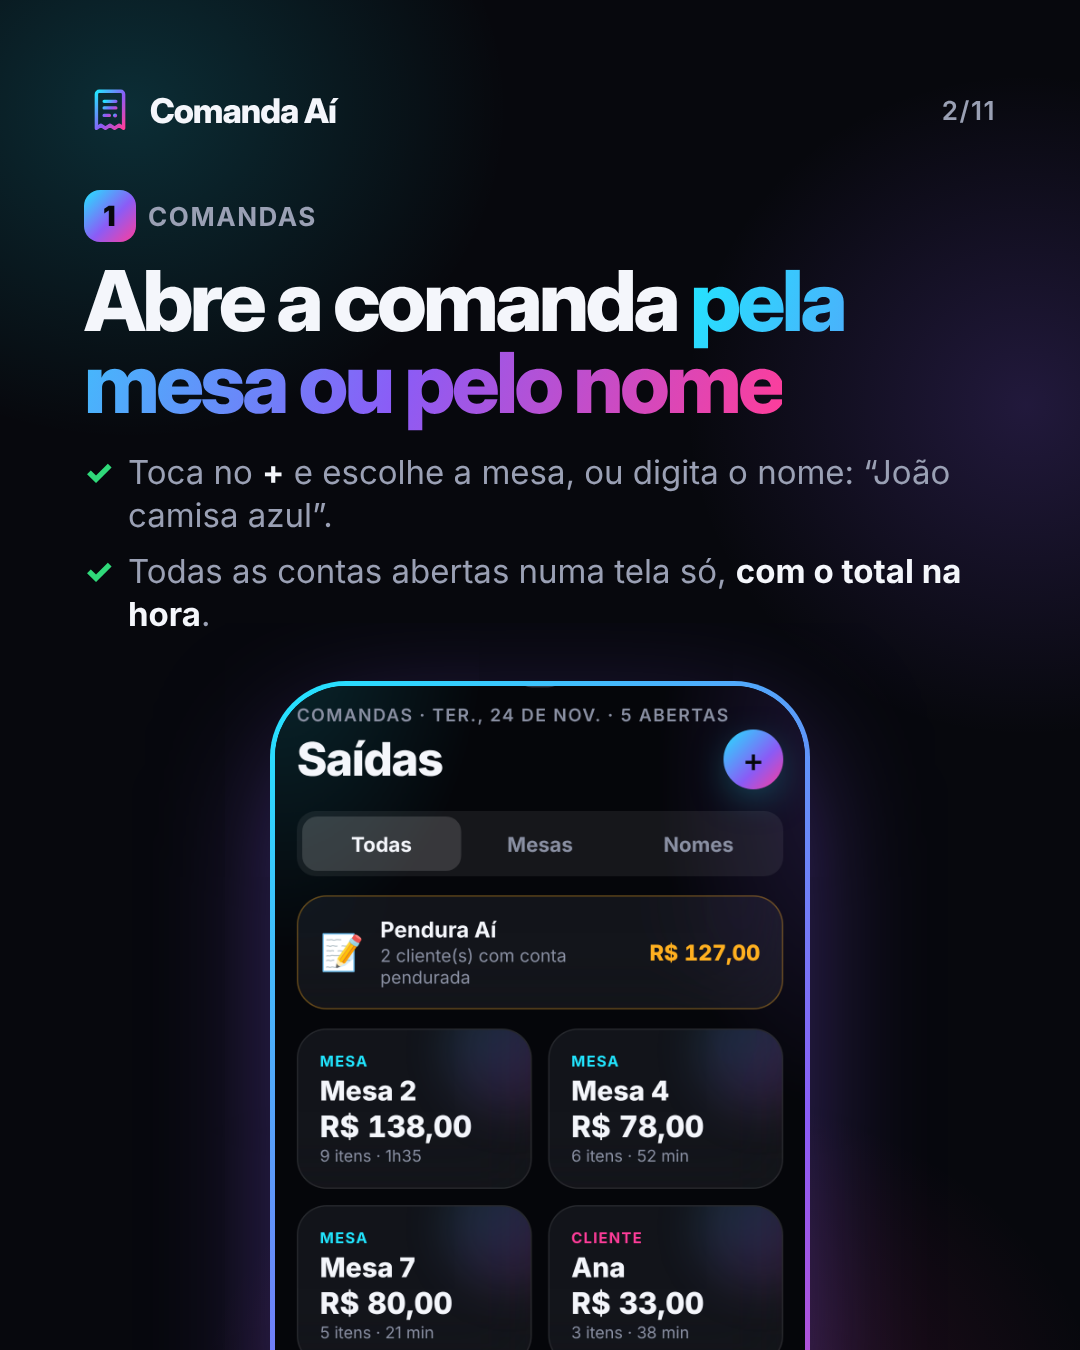 Comanda Aí
2/11
1 COMANDAS
Abre a comanda pela
mesa ou pelo nome
✓ Toca no + e escolhe a mesa, ou digita o nome: “João
camisa azul”.
✓ Todas as contas abertas numa tela só, com o total na
hora.
COMANDAS · TER., 24 DE NOV. · 5 ABERTAS
Saídas
+
Todas Mesas Nomes
Pendura Aí
2 cliente(s) com conta
pendurada
R$ 127,00
MESA
Mesa 2
R$ 138,00
9 itens · 1h35
MESA
Mesa 4
R$ 78,00
6 itens · 52 min
MESA
Mesa 7
R$ 80,00
5 itens · 21 min
CLIENTE
Ana
R$ 33,00
3 itens · 38 min